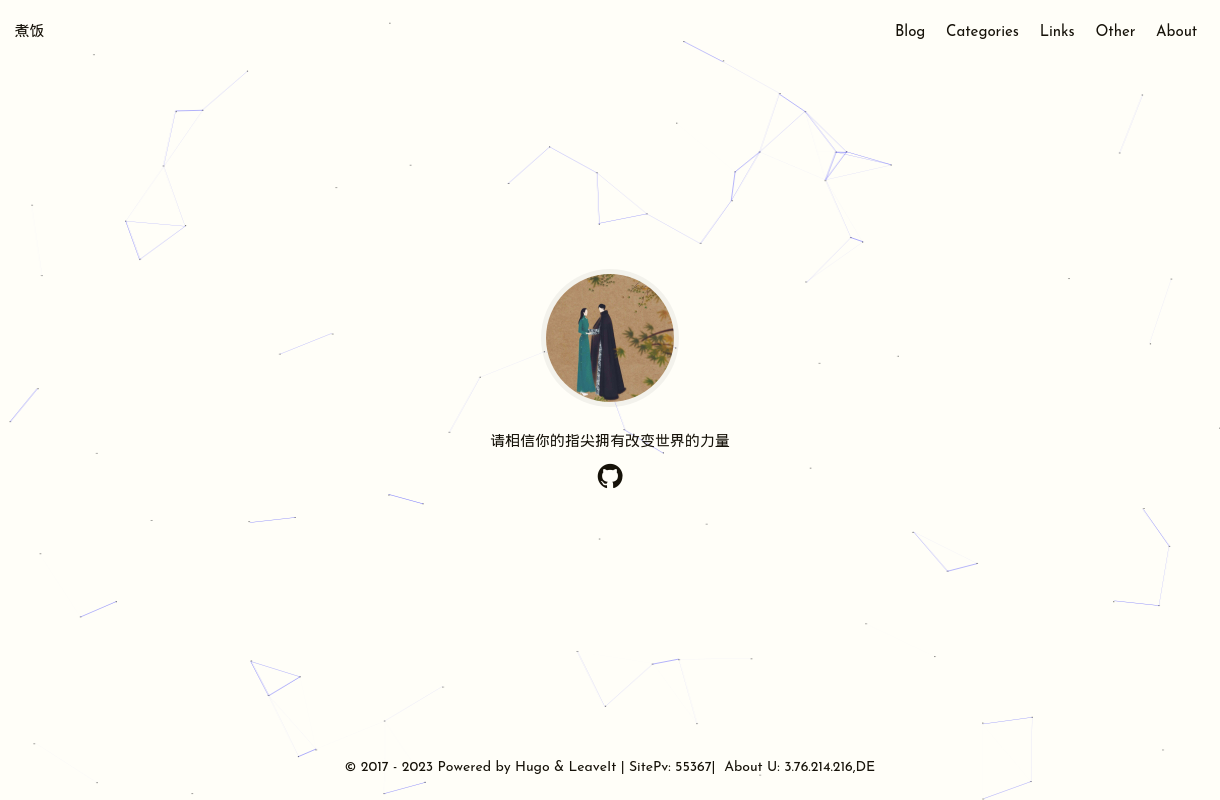 煮饭
Blog Categories Links Other About
请相信你的指尖拥有改变世界的力量
© 2017 - 2023 Powered by Hugo & LeaveIt | SitePv: 55367| About U: 3.76.214.216,DE